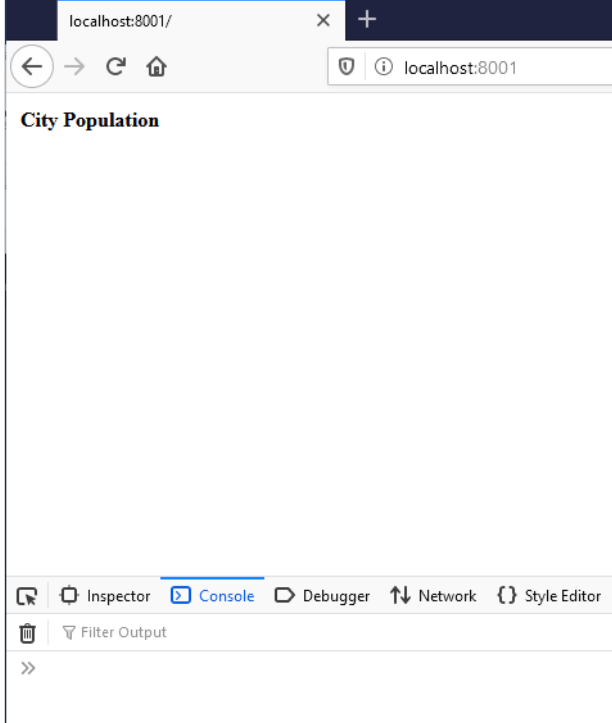 localhost:8001/
localhost:8001
City Population
Inspector Console Debugger Network Style Editor
Filter Output